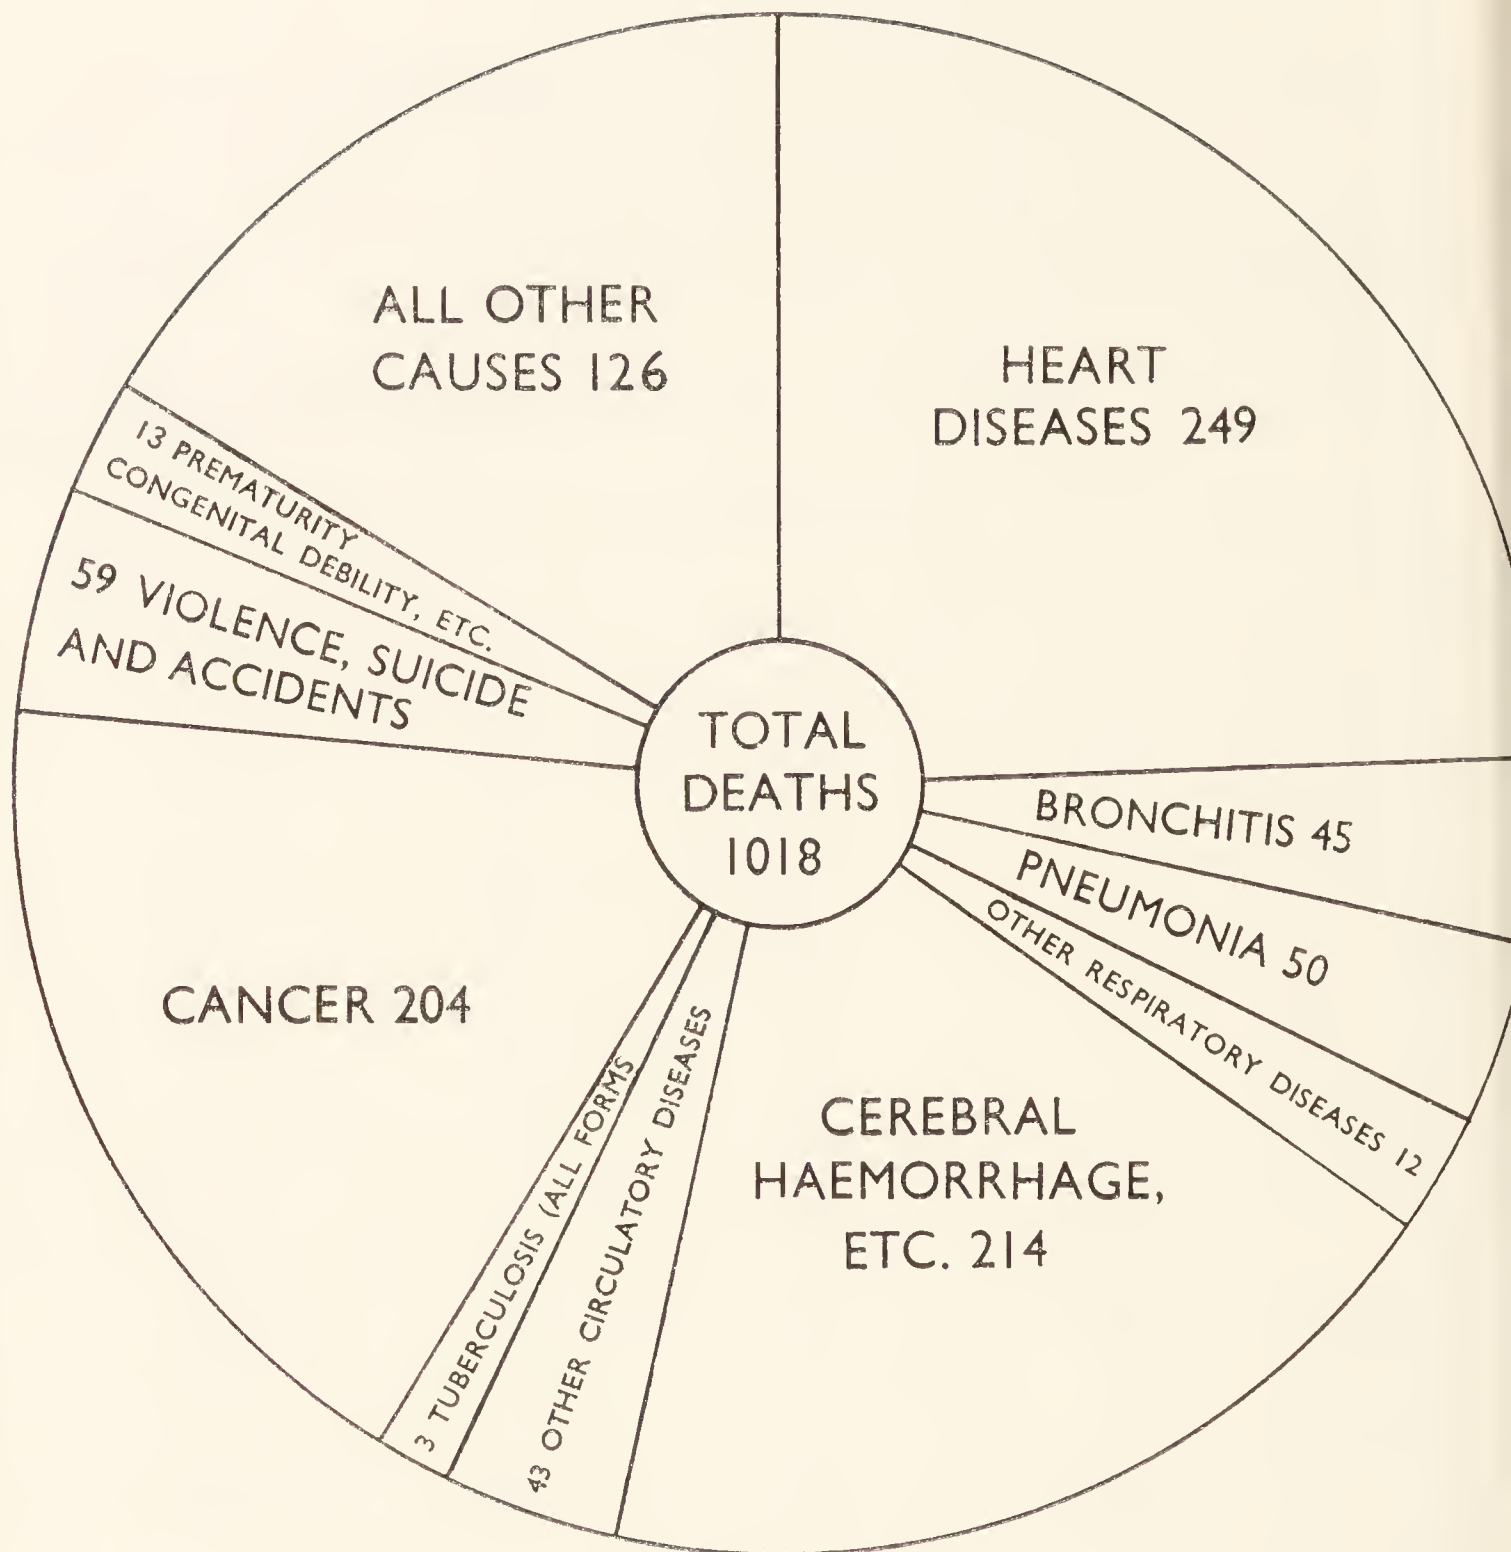 ALL OTHER
CAUSES 126
HEART
DISEASES 249
13 PREMATURITY
CONGENITAL DEBILITY, ETC.
59 VIOLENCE, SUICIDE
AND ACCIDENTS
TOTAL
DEATHS
1018
BRONCHITIS 45
PNEUMONIA 50
OTHER RESPIRATORY DISEASES 12
CANCER 204
CEREBRAL
HAEMORRHAGE,
ETC. 214
3 TUBERCULOSIS (ALL FORMS
43 OTHER CIRCULATORY DISEASES